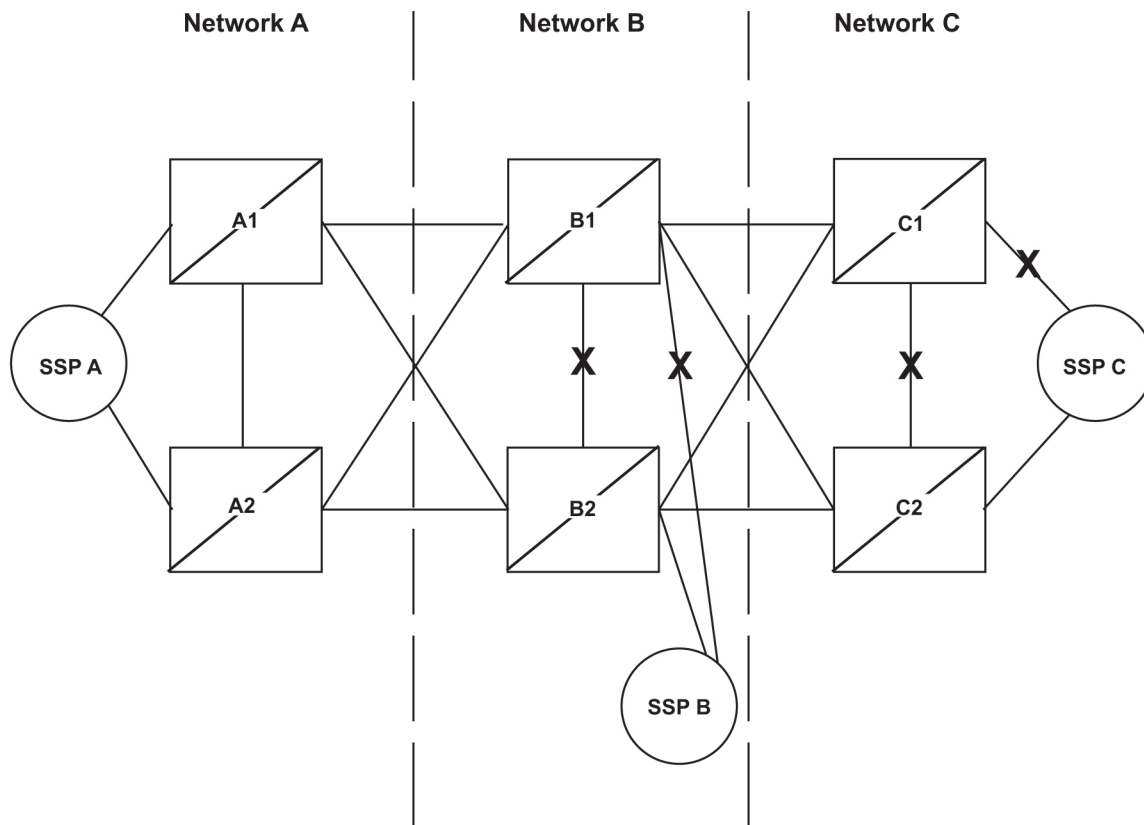 Network A
Network B
Network C
A1
B1
C1
X
SSP A
X
X
X
SSP C
A2
B2
C2
SSP B